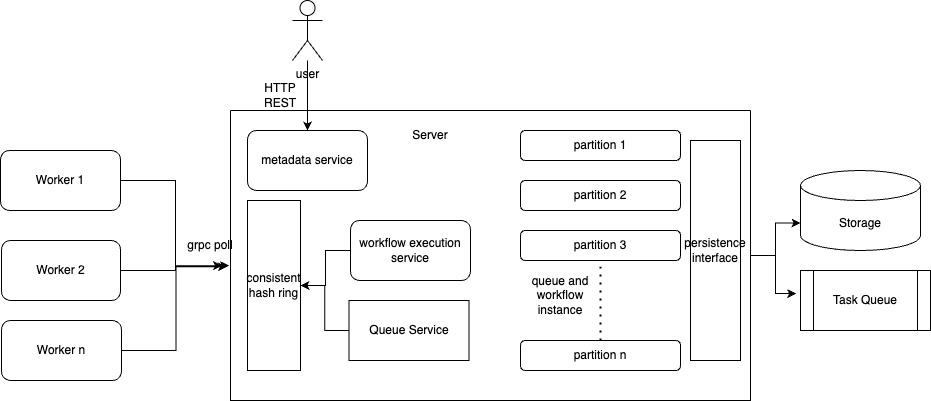 user
HTTP
REST
Server
metadata service
partition 1
Worker 1
partition 2
Storage
grpc poll
workflow execution
service
partition 3
persistence
interface
Worker 2
consistent
hash ring
queue and
workflow
instance
Task Queue
Queue Service
Worker n
partition n